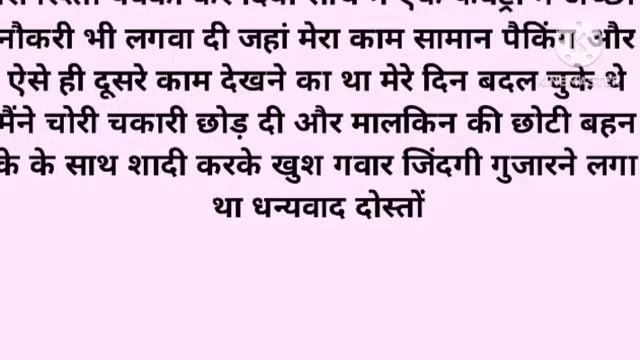 नौकरी भी लगवा दी जहां मेरा काम सामान पैकिंग और
ऐसे ही दूसरे काम देखने का था मेरे दिन बदल चुके थे
मैंने चोरी चकारी छोड़ दी और मालकिन की छोटी बहन
के के साथ शादी करके खुश गवार जिंदगी गुजारने लगा
था धन्यवाद दोस्तों